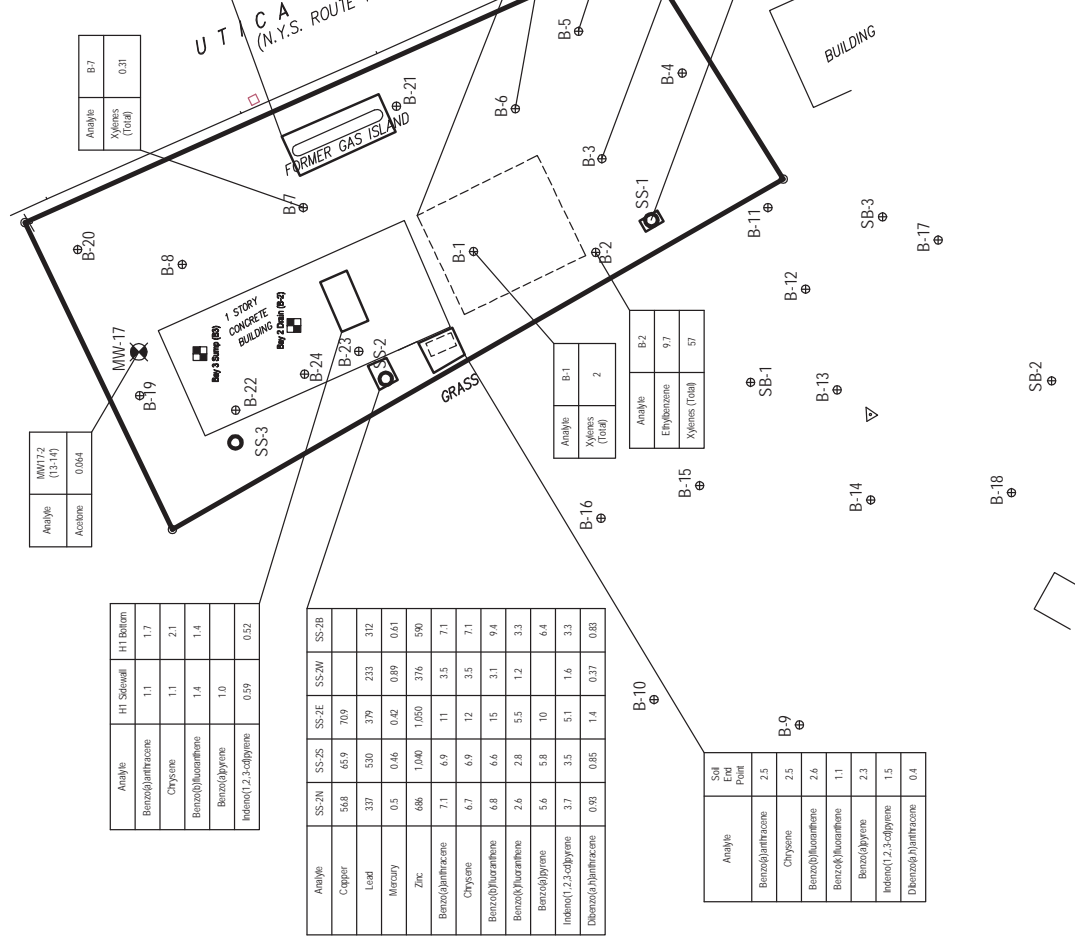 UTICA
(N.Y.S. ROUTE
BUILDING
FORMER GAS ISLAND
1 STORY
CONCRETE
BUILDING
Bay 3 Sump (B3)
Bay 2 Drain (B-2)
GRASS
MW-17
B-20
B-8
B-7
B-21
B-5
B-6
B-4
B-3
SS-1
B-1
B-2
B-11
SB-3
B-17
B-12
B-19
B-22
SS-3
B-24
B-23
SS-2
SB-1
B-13
SB-2
B-15
B-16
B-14
B-18
B-10
B-9
Analyte B-7
Xylenes (Total) 0.31
Analyte MW17-2 (13-14')
Acetone 0.064
Analyte B-1
Xylenes (Total) 2
Analyte B-2
Ethylbenzene 9.7
Xylenes (Total) 57
Analyte H1 Sidewall H1 Bottom
Benzo(a)anthracene 1.1 1.7
Chrysene 1.1 2.1
Benzo(b)fluoranthene 1.4 1.4
Benzo(a)pyrene 1.0
Indeno(1,2,3-cd)pyrene 0.59 0.52
Analyte SS-2N SS-2S SS-2E SS-2W SS-2B
Copper 56.8 65.9 70.9
Lead 337 530 379 233 312
Mercury 0.5 0.46 0.42 0.89 0.61
Zinc 686 1,040 1,050 376 590
Benzo(a)anthracene 7.1 6.9 11 3.5 7.1
Chrysene 6.7 6.9 12 3.5 7.1
Benzo(b)fluoranthene 6.8 6.6 15 3.1 9.4
Benzo(k)fluoranthene 2.6 2.8 5.5 1.2 3.3
Benzo(a)pyrene 5.6 5.8 10 6.4
Indeno(1,2,3-cd)pyrene 3.7 3.5 5.1 1.6 3.3
Dibenzo(a,h)anthracene 0.93 0.85 1.4 0.37 0.83
Analyte Soil End Point
Benzo(a)anthracene 2.5
Chrysene 2.5
Benzo(b)fluoranthene 2.6
Benzo(k)fluoranthene 1.1
Benzo(a)pyrene 2.3
Indeno(1,2,3-cd)pyrene 1.5
Dibenzo(a,h)anthracene 0.4